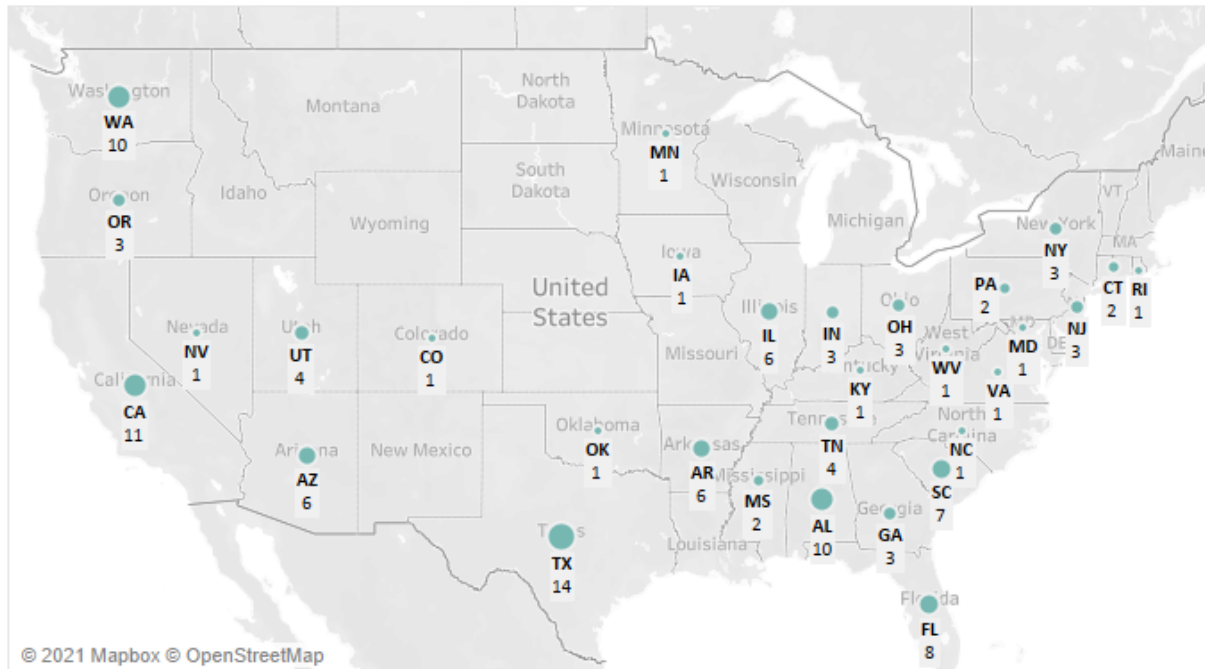 Washington
WA
10
Montana
North
Dakota
Minnesota
MN
1
Oregon
OR
3
Idaho
South
Dakota
Wisconsin
Michigan
Maine
VT
Wyoming
New York
NY
3
MA
Iowa
IA
1
CT
2
RI
1
PA
2
NJ
3
United
States
Nevada
NV
1
Utah
UT
4
Colorado
CO
1
Illinois
IL
6
IN
3
Ohio
OH
3
MD
MD
1
DE
West
Virginia
WV
1
VA
1
California
CA
11
Missouri
Kentucky
KY
1
Arizona
AZ
6
New Mexico
Oklahoma
OK
1
Arkansas
AR
6
Tennessee
TN
4
North
Carolina
NC
1
Mississippi
MS
2
AL
10
Georgia
GA
3
SC
7
Texas
TX
14
Louisiana
Florida
FL
8
© 2021 Mapbox © OpenStreetMap